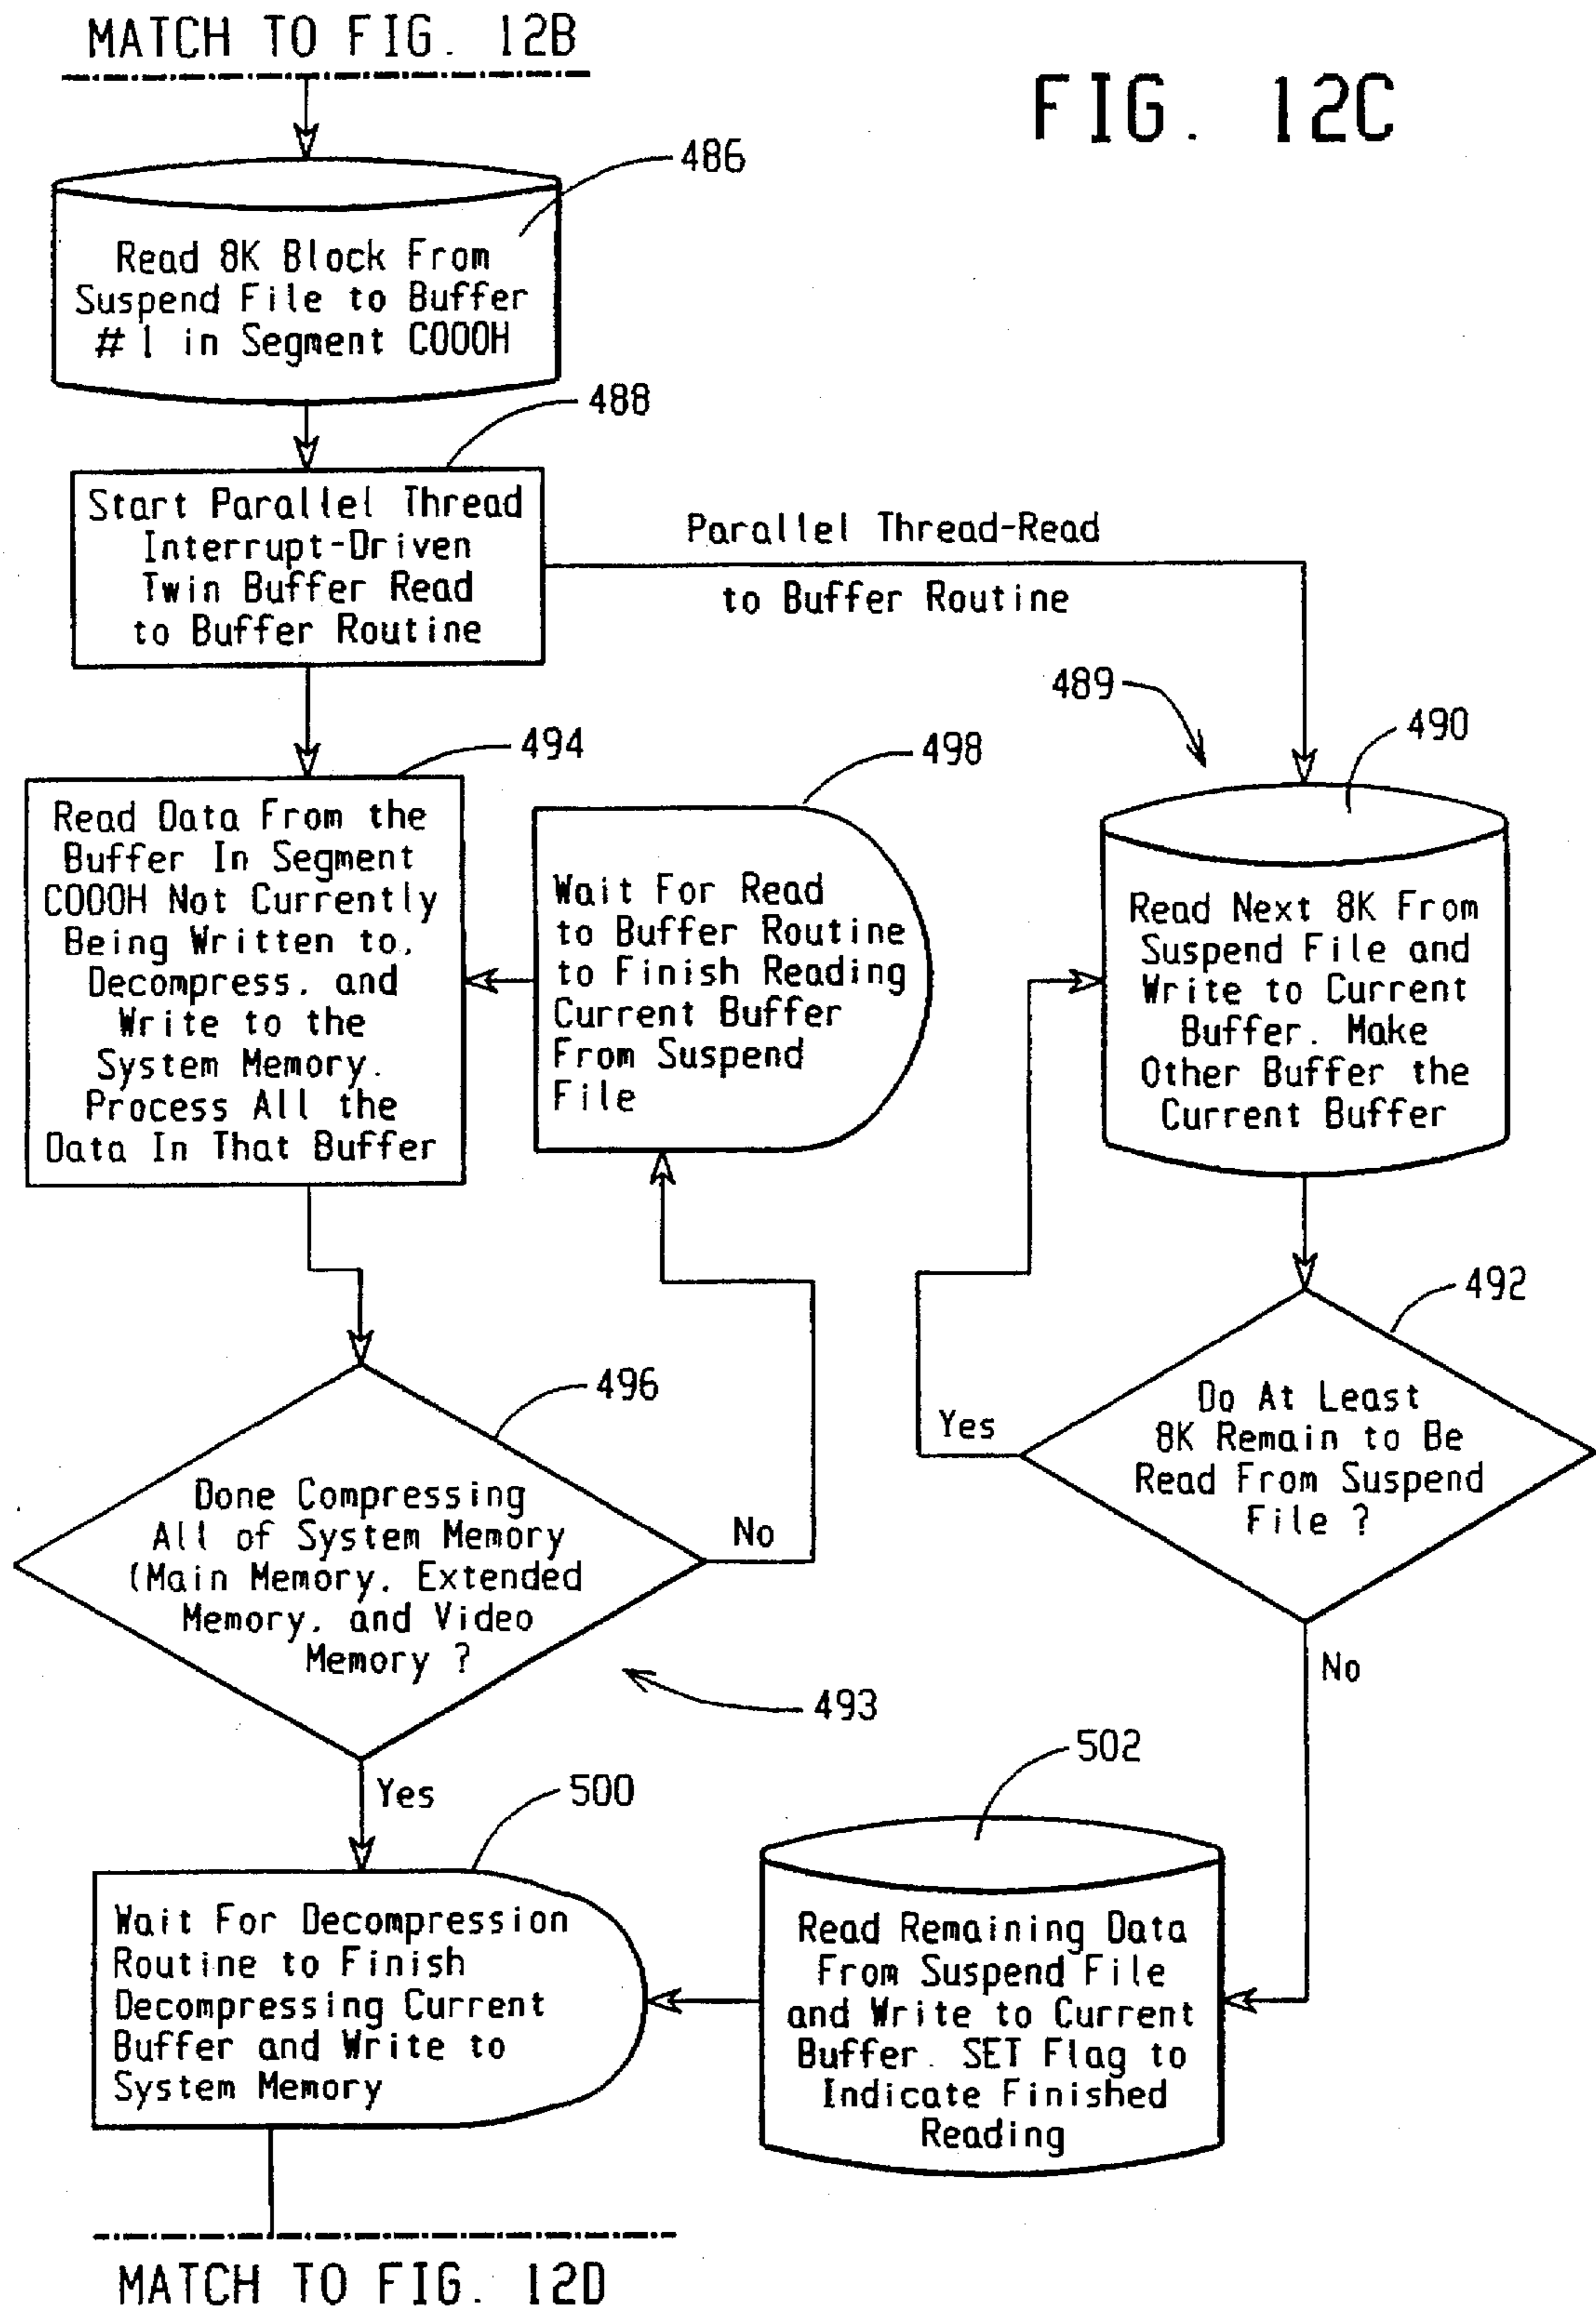 MATCH TO FIG. 12B
FIG. 12C
486
Read 8K Block From
Suspend File to Buffer
#1 in Segment C000H
488
Start Parallel Thread
Interrupt-Driven
Twin Buffer Read
to Buffer Routine
Parallel Thread-Read
to Buffer Routine
489
490
494
498
Read Data From the
Buffer In Segment
C000H Not Currently
Being Written to,
Decompress, and
Write to the
System Memory.
Process All the
Data In That Buffer
Wait For Read
to Buffer Routine
to Finish Reading
Current Buffer
From Suspend
File
Read Next 8K From
Suspend File and
Write to Current
Buffer. Make
Other Buffer the
Current Buffer
492
Do At Least
8K Remain to Be
Read From Suspend
File ?
Yes
No
496
Done Compressing
All of System Memory
(Main Memory, Extended
Memory, and Video
Memory ?
No
493
Yes
500
502
Wait For Decompression
Routine to Finish
Decompressing Current
Buffer and Write to
System Memory
Read Remaining Data
From Suspend File
and Write to Current
Buffer. SET Flag to
Indicate Finished
Reading
MATCH TO FIG. 12D